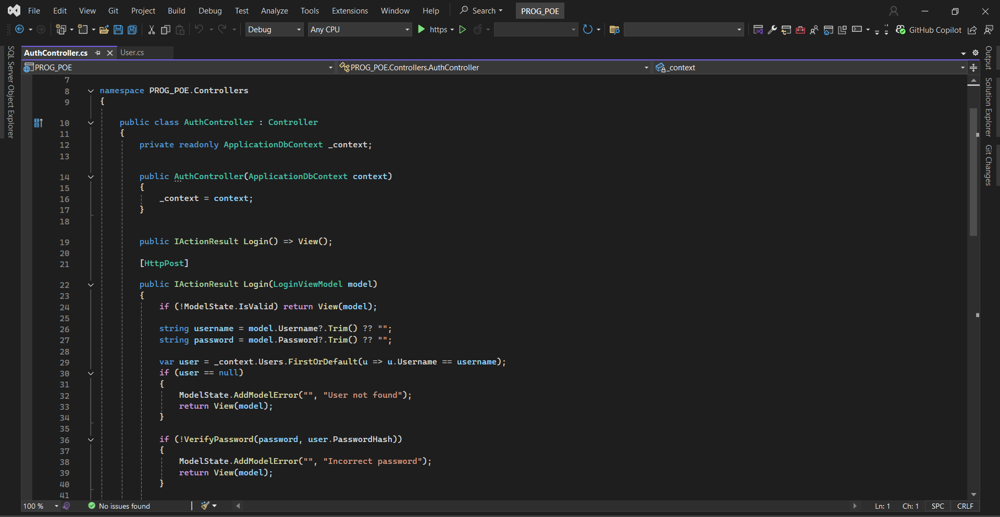 File Edit View Git Project Build Debug Test Analyze Tools Extensions Window Help Search PROG_POE
Debug Any CPU https GitHub Copilot
SQL Server Object Explorer
AuthController.cs User.cs
PROG_POE PROG_POE.Controllers.AuthController _context
7
8 namespace PROG_POE.Controllers
9 {
10 public class AuthController : Controller
11 {
12 private readonly ApplicationDbContext _context;
13
14 public AuthController(ApplicationDbContext context)
15 {
16 _context = context;
17 }
18
19 public IActionResult Login() => View();
20
21 [HttpPost]
22 public IActionResult Login(LoginViewModel model)
23 {
24 if (!ModelState.IsValid) return View(model);
25
26 string username = model.Username?.Trim() ?? "";
27 string password = model.Password?.Trim() ?? "";
28
29 var user = _context.Users.FirstOrDefault(u => u.Username == username);
30 if (user == null)
31 {
32 ModelState.AddModelError("", "User not found");
33 return View(model);
34 }
35
36 if (!VerifyPassword(password, user.PasswordHash))
37 {
38 ModelState.AddModelError("", "Incorrect password");
39 return View(model);
40 }
41
Output
Solution Explorer
Git Changes
100 % No issues found Ln: 1 Ch: 1 SPC CRLF